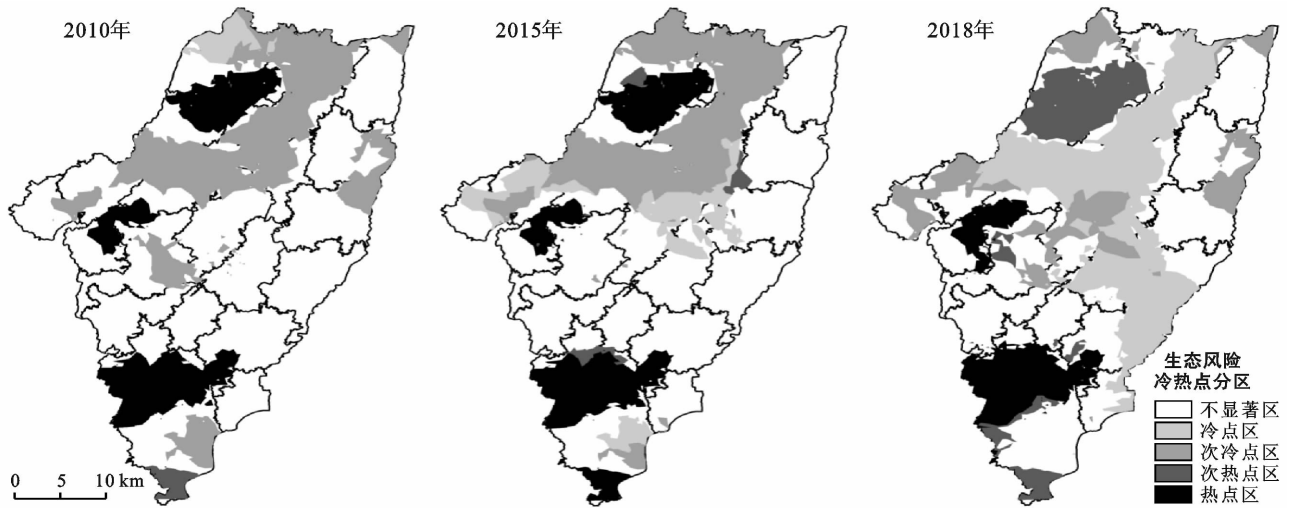 2010年
2015年
2018年
生态风险
冷热点分区
不显著区
冷点区
次冷点区
次热点区
热点区
0 5 10 km